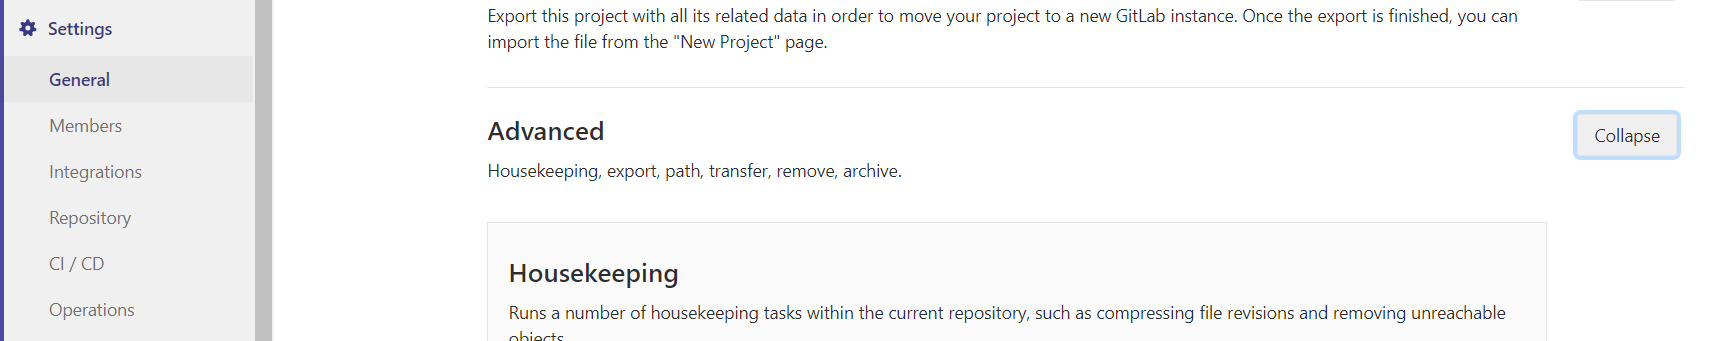 Settings
General
Members
Integrations
Repository
CI / CD
Operations
Export this project with all its related data in order to move your project to a new GitLab instance. Once the export is finished, you can
import the file from the "New Project" page.
Advanced
Collapse
Housekeeping, export, path, transfer, remove, archive.
Housekeeping
Runs a number of housekeeping tasks within the current repository, such as compressing file revisions and removing unreachable
objects